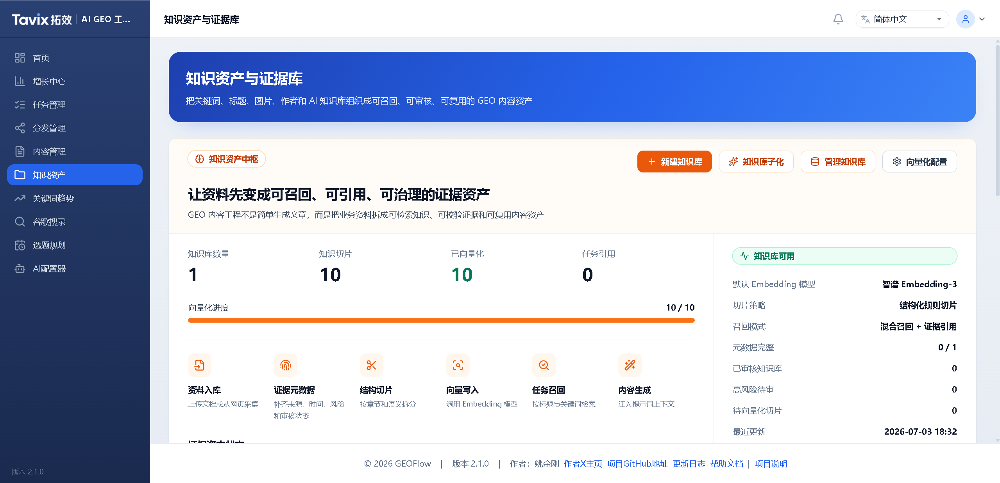 Tavix 拓效 AI GEO 工...
知识资产与证据库
简体中文
首页
增长中心
任务管理
分发管理
内容管理
知识资产
关键词趋势
谷歌搜录
选题规划
AI配置器
版本 2.1.0
知识资产与证据库
把关键词、标题、图片、作者和 AI 知识库组织成可召回、可审核、可复用的 GEO 内容资产
知识资产中枢
新建知识库
知识原子化
管理知识库
向量化配置
让资料先变成可召回、可引用、可治理的证据资产
GEO 内容工程不是简单生成文章，而是把业务资料拆成可检索知识、可校验证据和可复用内容资产
知识库数量
1
知识切片
10
已向量化
10
任务引用
0
向量化进度 10 / 10
资料入库
上传文档或从网页采集
证据元数据
补齐来源、时间、风险
和审核状态
结构切片
按章节和语义拆分
向量写入
调用 Embedding 模型
任务召回
按标题与关键词检索
内容生成
注入提示词上下文
证据资产状态
知识库可用
默认 Embedding 模型 智谱 Embedding-3
切片策略 结构化规则切片
召回模式 混合召回 + 证据引用
元数据完整 0 / 1
已审核知识库 0
高风险待审 0
待向量化切片 0
最近更新 2026-07-03 18:32
© 2026 GEOFlow | 版本 2.1.0 | 作者：姚金刚 作者X主页 项目GitHub地址 更新日志 帮助文档 | 项目说明